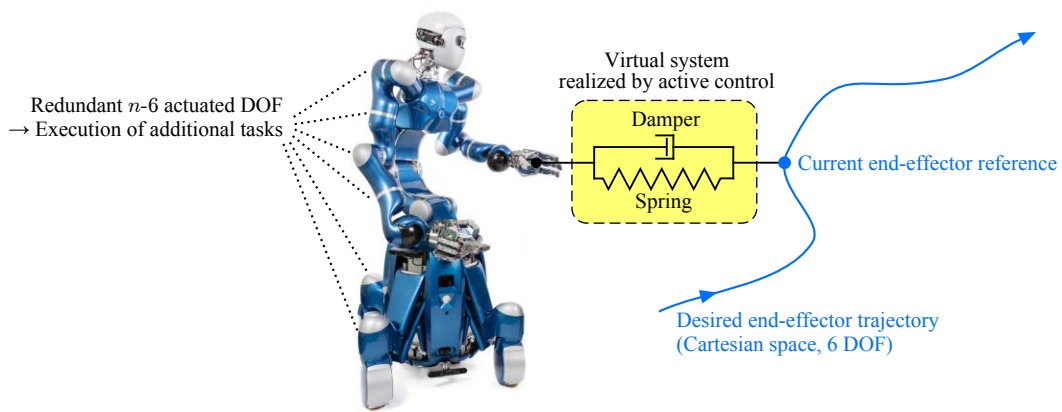 Redundant n-6 actuated DOF
→ Execution of additional tasks
Virtual system
realized by active control
Damper
Spring
Current end-effector reference
Desired end-effector trajectory
(Cartesian space, 6 DOF)